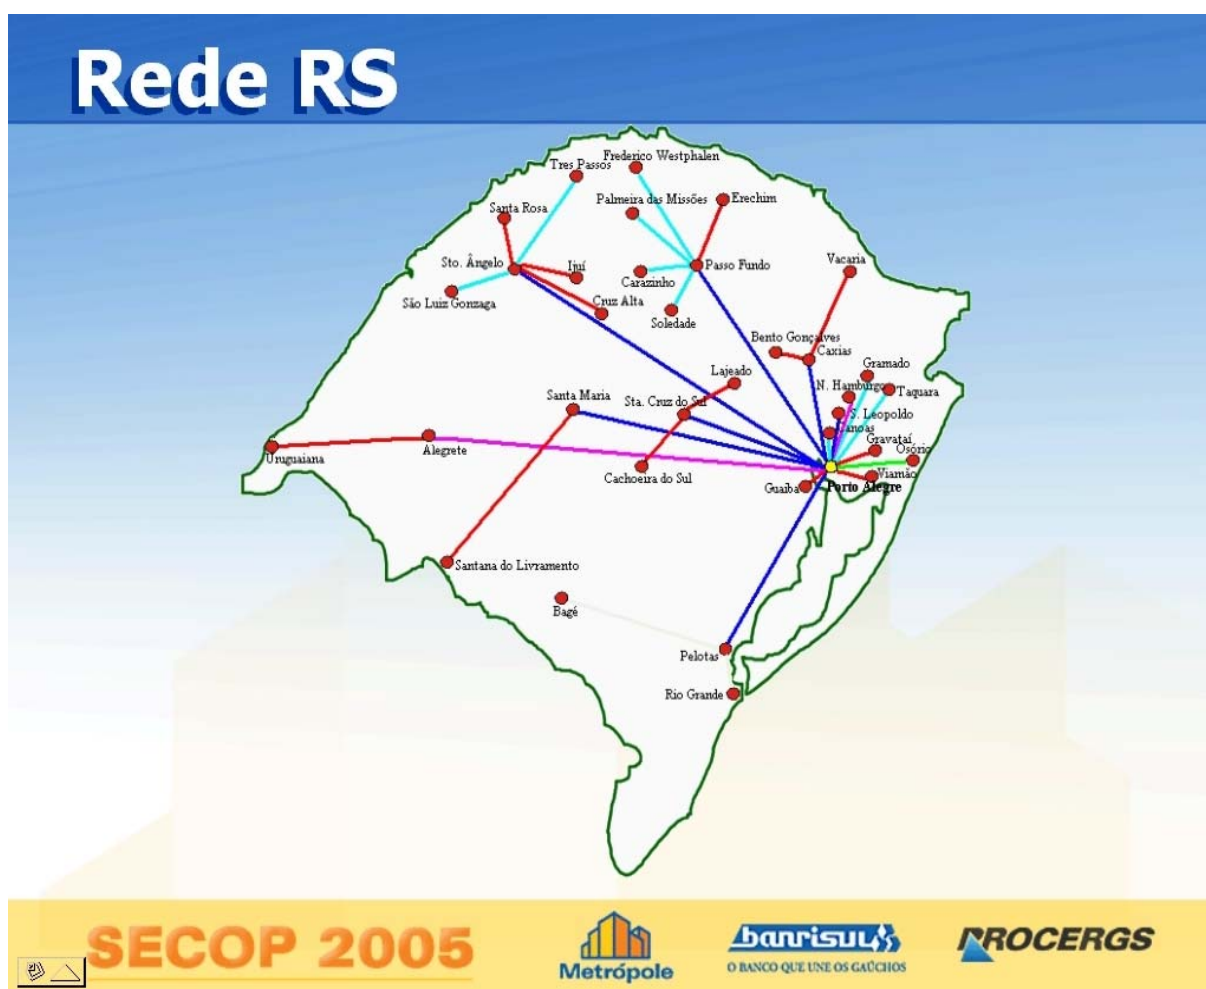 Rede RS
Frederico Westphalen
Tres Passos
Palmeira das Missões
Erechim
Santa Rosa
Sto. Ângelo
Ijuí
Passo Fundo
Vacaria
Carazinho
São Luiz Gonzaga
Cruz Alta
Soledade
Bento Gonçalves
Caxias
Gramado
Lajeado
N. Hamburgo
Taquara
Santa Maria
Sta. Cruz do Sul
S. Leopoldo
Canoas
Gravataí
Osório
Alegrete
Uruguaiana
Cachoeira do Sul
Viamão
Guaíba
Porto Alegre
Santana do Livramento
Bagé
Pelotas
Rio Grande
SECOP 2005
Metrópole
banrisul
O BANCO QUE UNE OS GAÚCHOS
PROCERGS